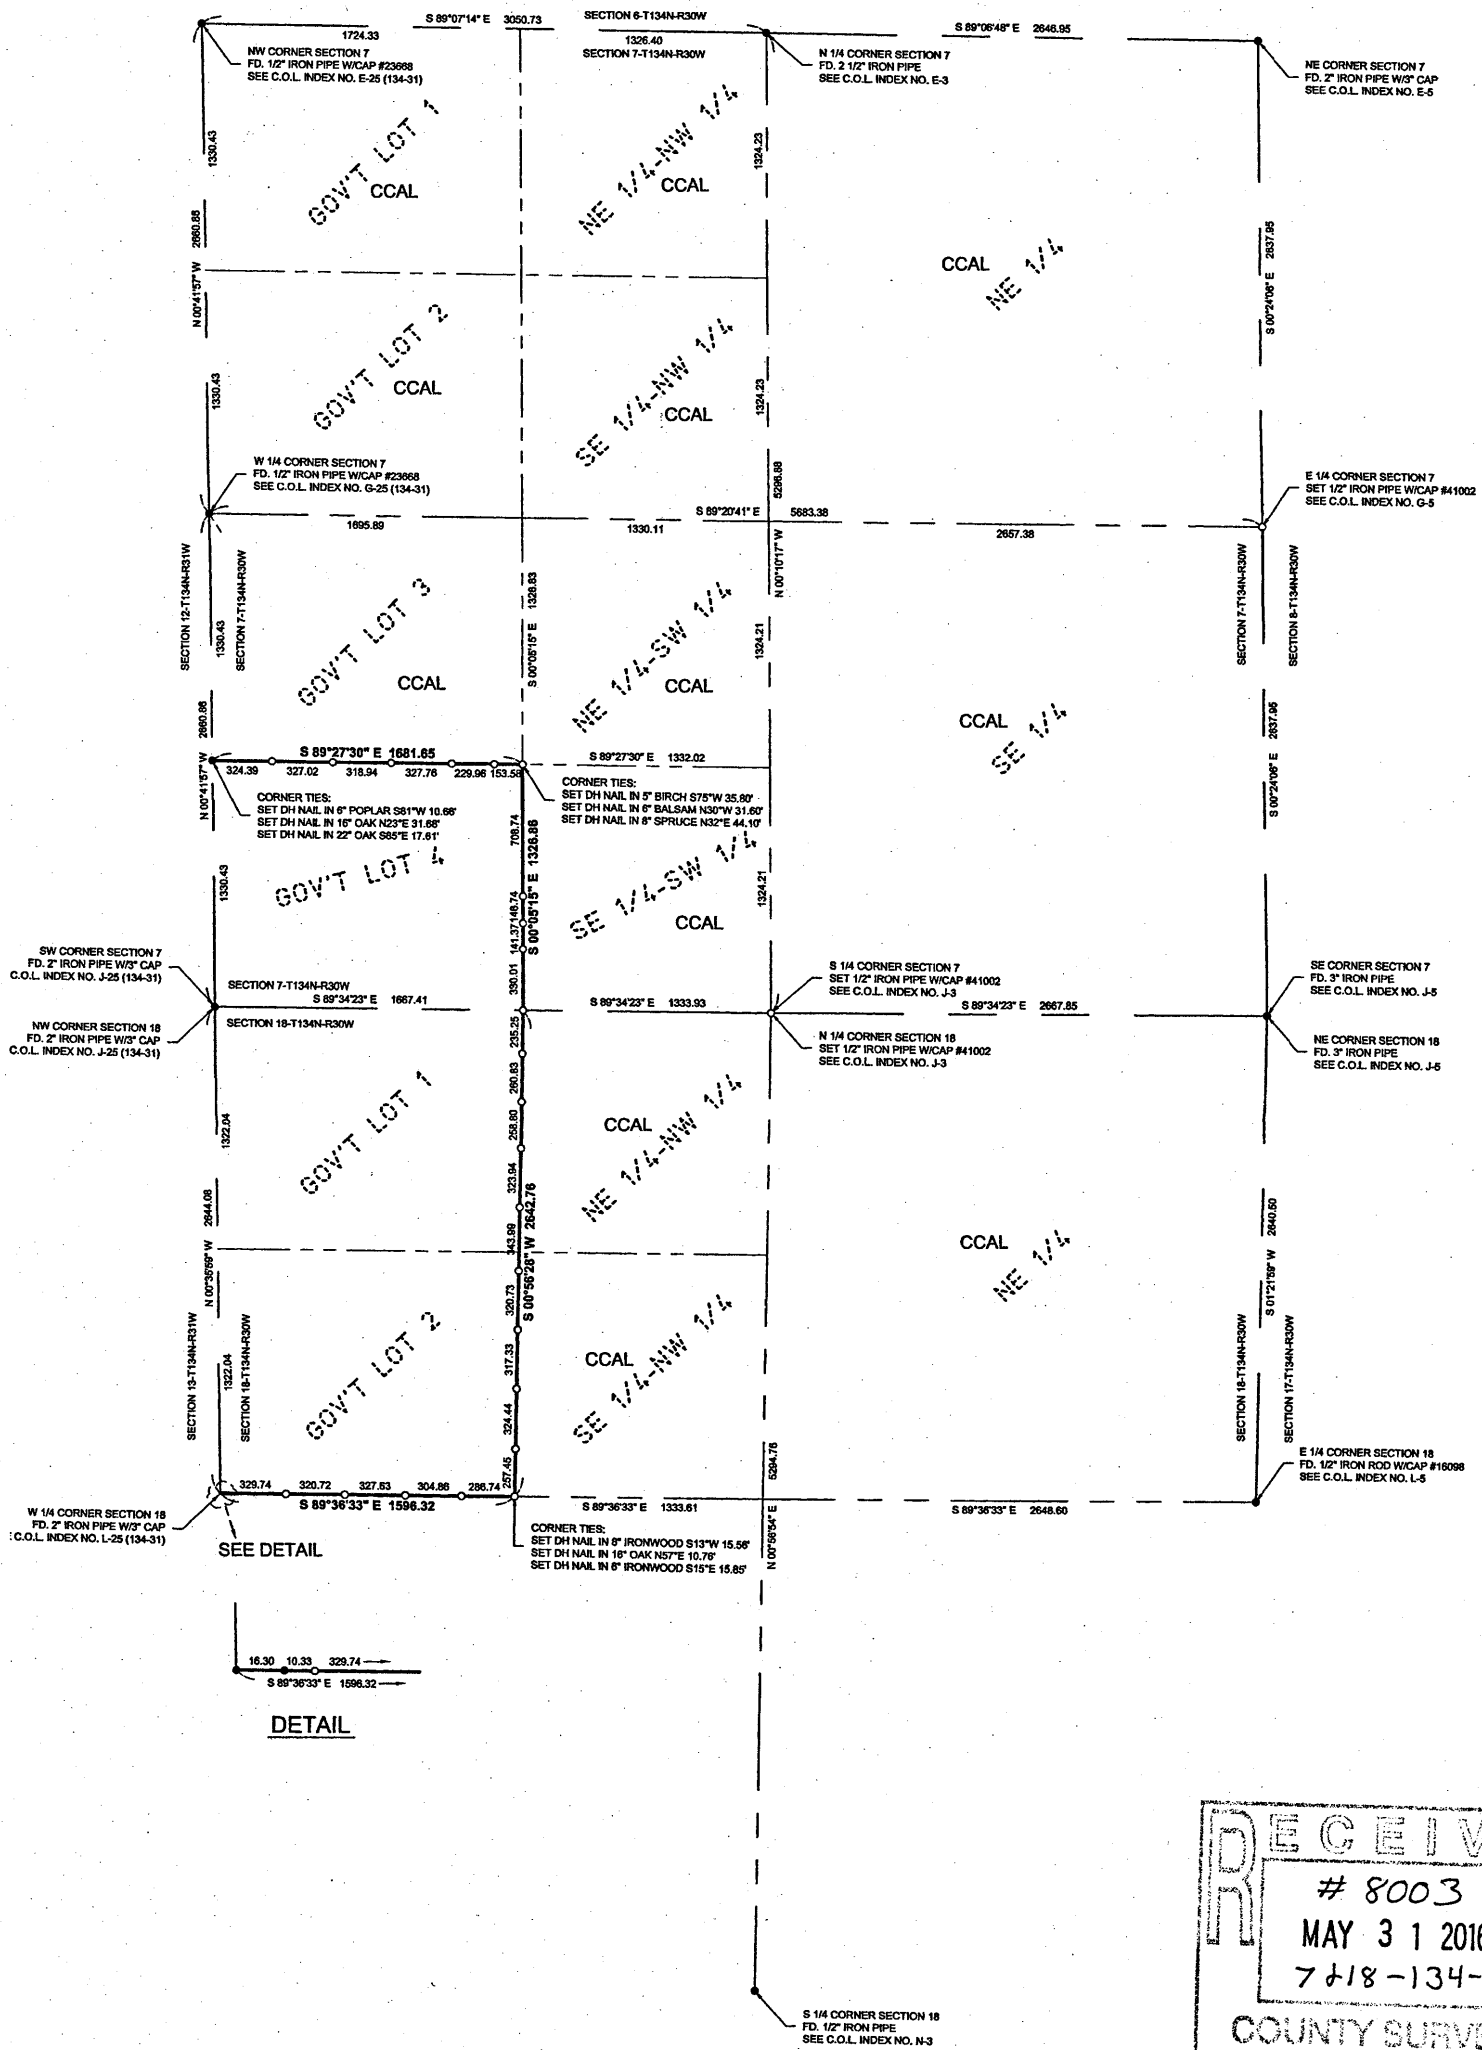 S 89°07'14" E 3050.73
SECTION 6-T134N-R30W
S 89°06'48" E 2646.95
1724.33
1326.40
SECTION 7-T134N-R30W
NW CORNER SECTION 7
FD. 1/2" IRON PIPE W/CAP #23668
SEE C.O.L. INDEX NO. E-25 (134-31)
N 1/4 CORNER SECTION 7
FD. 2 1/2" IRON PIPE
SEE C.O.L. INDEX NO. E-3
NE CORNER SECTION 7
FD. 2" IRON PIPE W/3" CAP
SEE C.O.L. INDEX NO. E-5
1330.43
GOV'T LOT 1
CCAL
NE 1/4-NW 1/4
CCAL
1324.23
N 00°41'57" W 2660.86
CCAL
NE 1/4
S 00°24'06" E 2637.95
1330.43
GOV'T LOT 2
CCAL
SE 1/4-NW 1/4
CCAL
1324.23
W 1/4 CORNER SECTION 7
FD. 1/2" IRON PIPE W/CAP #23668
SEE C.O.L. INDEX NO. G-25 (134-31)
E 1/4 CORNER SECTION 7
SET 1/2" IRON PIPE W/CAP #41002
SEE C.O.L. INDEX NO. G-5
N 00°10'17" W 5296.88
S 89°20'41" E 5683.38
1695.89
1330.11
2657.38
SECTION 12-T134N-R31W
SECTION 7-T134N-R30W
1330.43
GOV'T LOT 3
CCAL
S 00°05'15" E 1328.83
NE 1/4-SW 1/4
CCAL
1324.21
SECTION 7-T134N-R30W
SECTION 8-T134N-R30W
CCAL
SE 1/4
S 00°24'06" E 2637.95
N 00°41'57" W 2660.86
S 89°27'30" E 1681.65
324.39 327.02 318.94 327.76 229.96 153.58
S 89°27'30" E 1332.02
CORNER TIES:
SET DH NAIL IN 6" POPLAR S81°W 10.66'
SET DH NAIL IN 16" OAK N23°E 31.68'
SET DH NAIL IN 22" OAK S85°E 17.61'
CORNER TIES:
SET DH NAIL IN 5" BIRCH S75°W 35.80'
SET DH NAIL IN 6" BALSAM N30°W 31.60'
SET DH NAIL IN 8" SPRUCE N32°E 44.10'
1330.43
GOV'T LOT 4
708.74
146.74
141.37
330.01
S 00°05'15" E 1326.86
SE 1/4-SW 1/4
CCAL
1324.21
SW CORNER SECTION 7
FD. 2" IRON PIPE W/3" CAP
C.O.L. INDEX NO. J-25 (134-31)
SECTION 7-T134N-R30W
S 89°34'23" E 1667.41
SECTION 18-T134N-R30W
S 89°34'23" E 1333.93
S 1/4 CORNER SECTION 7
SET 1/2" IRON PIPE W/CAP #41002
SEE C.O.L. INDEX NO. J-3
S 89°34'23" E 2667.85
SE CORNER SECTION 7
FD. 3" IRON PIPE
SEE C.O.L. INDEX NO. J-5
NW CORNER SECTION 18
FD. 2" IRON PIPE W/3" CAP
C.O.L. INDEX NO. J-25 (134-31)
N 1/4 CORNER SECTION 18
SET 1/2" IRON PIPE W/CAP #41002
SEE C.O.L. INDEX NO. J-3
NE CORNER SECTION 18
FD. 3" IRON PIPE
SEE C.O.L. INDEX NO. J-5
1322.04
GOV'T LOT 1
235.25
260.83
258.80
323.94
343.99
320.73
317.33
324.44
257.45
S 00°56'28" W 2642.76
CCAL
NE 1/4-NW 1/4
N 00°35'59" W 2644.08
CCAL
NE 1/4
S 01°21'59" W 2640.50
SECTION 13-T134N-R31W
SECTION 18-T134N-R30W
1322.04
GOV'T LOT 2
CCAL
SE 1/4-NW 1/4
SECTION 18-T134N-R30W
SECTION 17-T134N-R30W
E 1/4 CORNER SECTION 18
FD. 1/2" IRON ROD W/CAP #16098
SEE C.O.L. INDEX NO. L-5
329.74 320.72 327.63 304.86 286.74
S 89°36'33" E 1596.32
S 89°36'33" E 1333.61
S 89°36'33" E 2648.60
N 00°56'54" E 5294.76
W 1/4 CORNER SECTION 18
FD. 2" IRON PIPE W/3" CAP
C.O.L. INDEX NO. L-25 (134-31)
SEE DETAIL
CORNER TIES:
SET DH NAIL IN 8" IRONWOOD S13°W 15.56'
SET DH NAIL IN 16" OAK N57°E 10.76'
SET DH NAIL IN 6" IRONWOOD S15°E 15.85'
16.30 10.33 329.74
S 89°36'33" E 1596.32
DETAIL
RECEIV
# 8003
MAY 3 1 2016
7 & 18 - 134-
COUNTY SURVE
S 1/4 CORNER SECTION 18
FD. 1/2" IRON PIPE
SEE C.O.L. INDEX NO. N-3